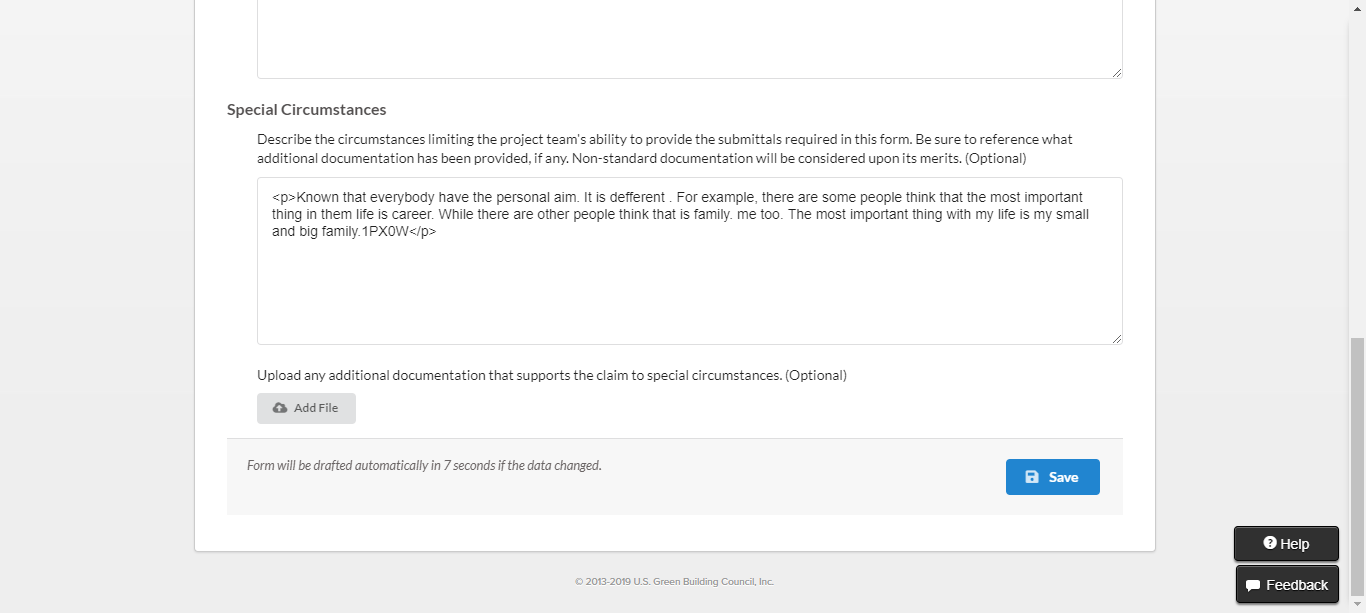 Special Circumstances
Describe the circumstances limiting the project team's ability to provide the submittals required in this form. Be sure to reference what
additional documentation has been provided, if any. Non-standard documentation will be considered upon its merits. (Optional)
<p>Known that everybody have the personal aim. It is defferent . For example, there are some people think that the most important
thing in them life is career. While there are other people think that is family. me too. The most important thing with my life is my small
and big family.1PX0W</p>
Upload any additional documentation that supports the claim to special circumstances. (Optional)
Add File
Form will be drafted automatically in 7 seconds if the data changed.
Save
Help
Feedback
© 2013-2019 U.S. Green Building Council, Inc.